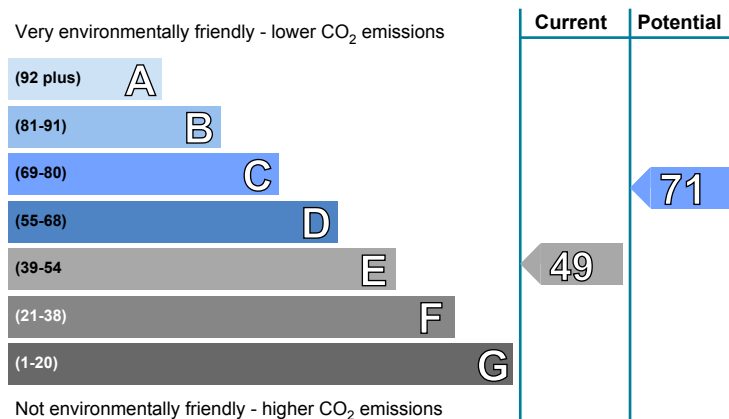 Current Potential
Very environmentally friendly - lower CO2 emissions
(92 plus) A
(81-91) B
(69-80) C
71
(55-68) D
(39-54 E
49
(21-38) F
(1-20) G
Not environmentally friendly - higher CO2 emissions